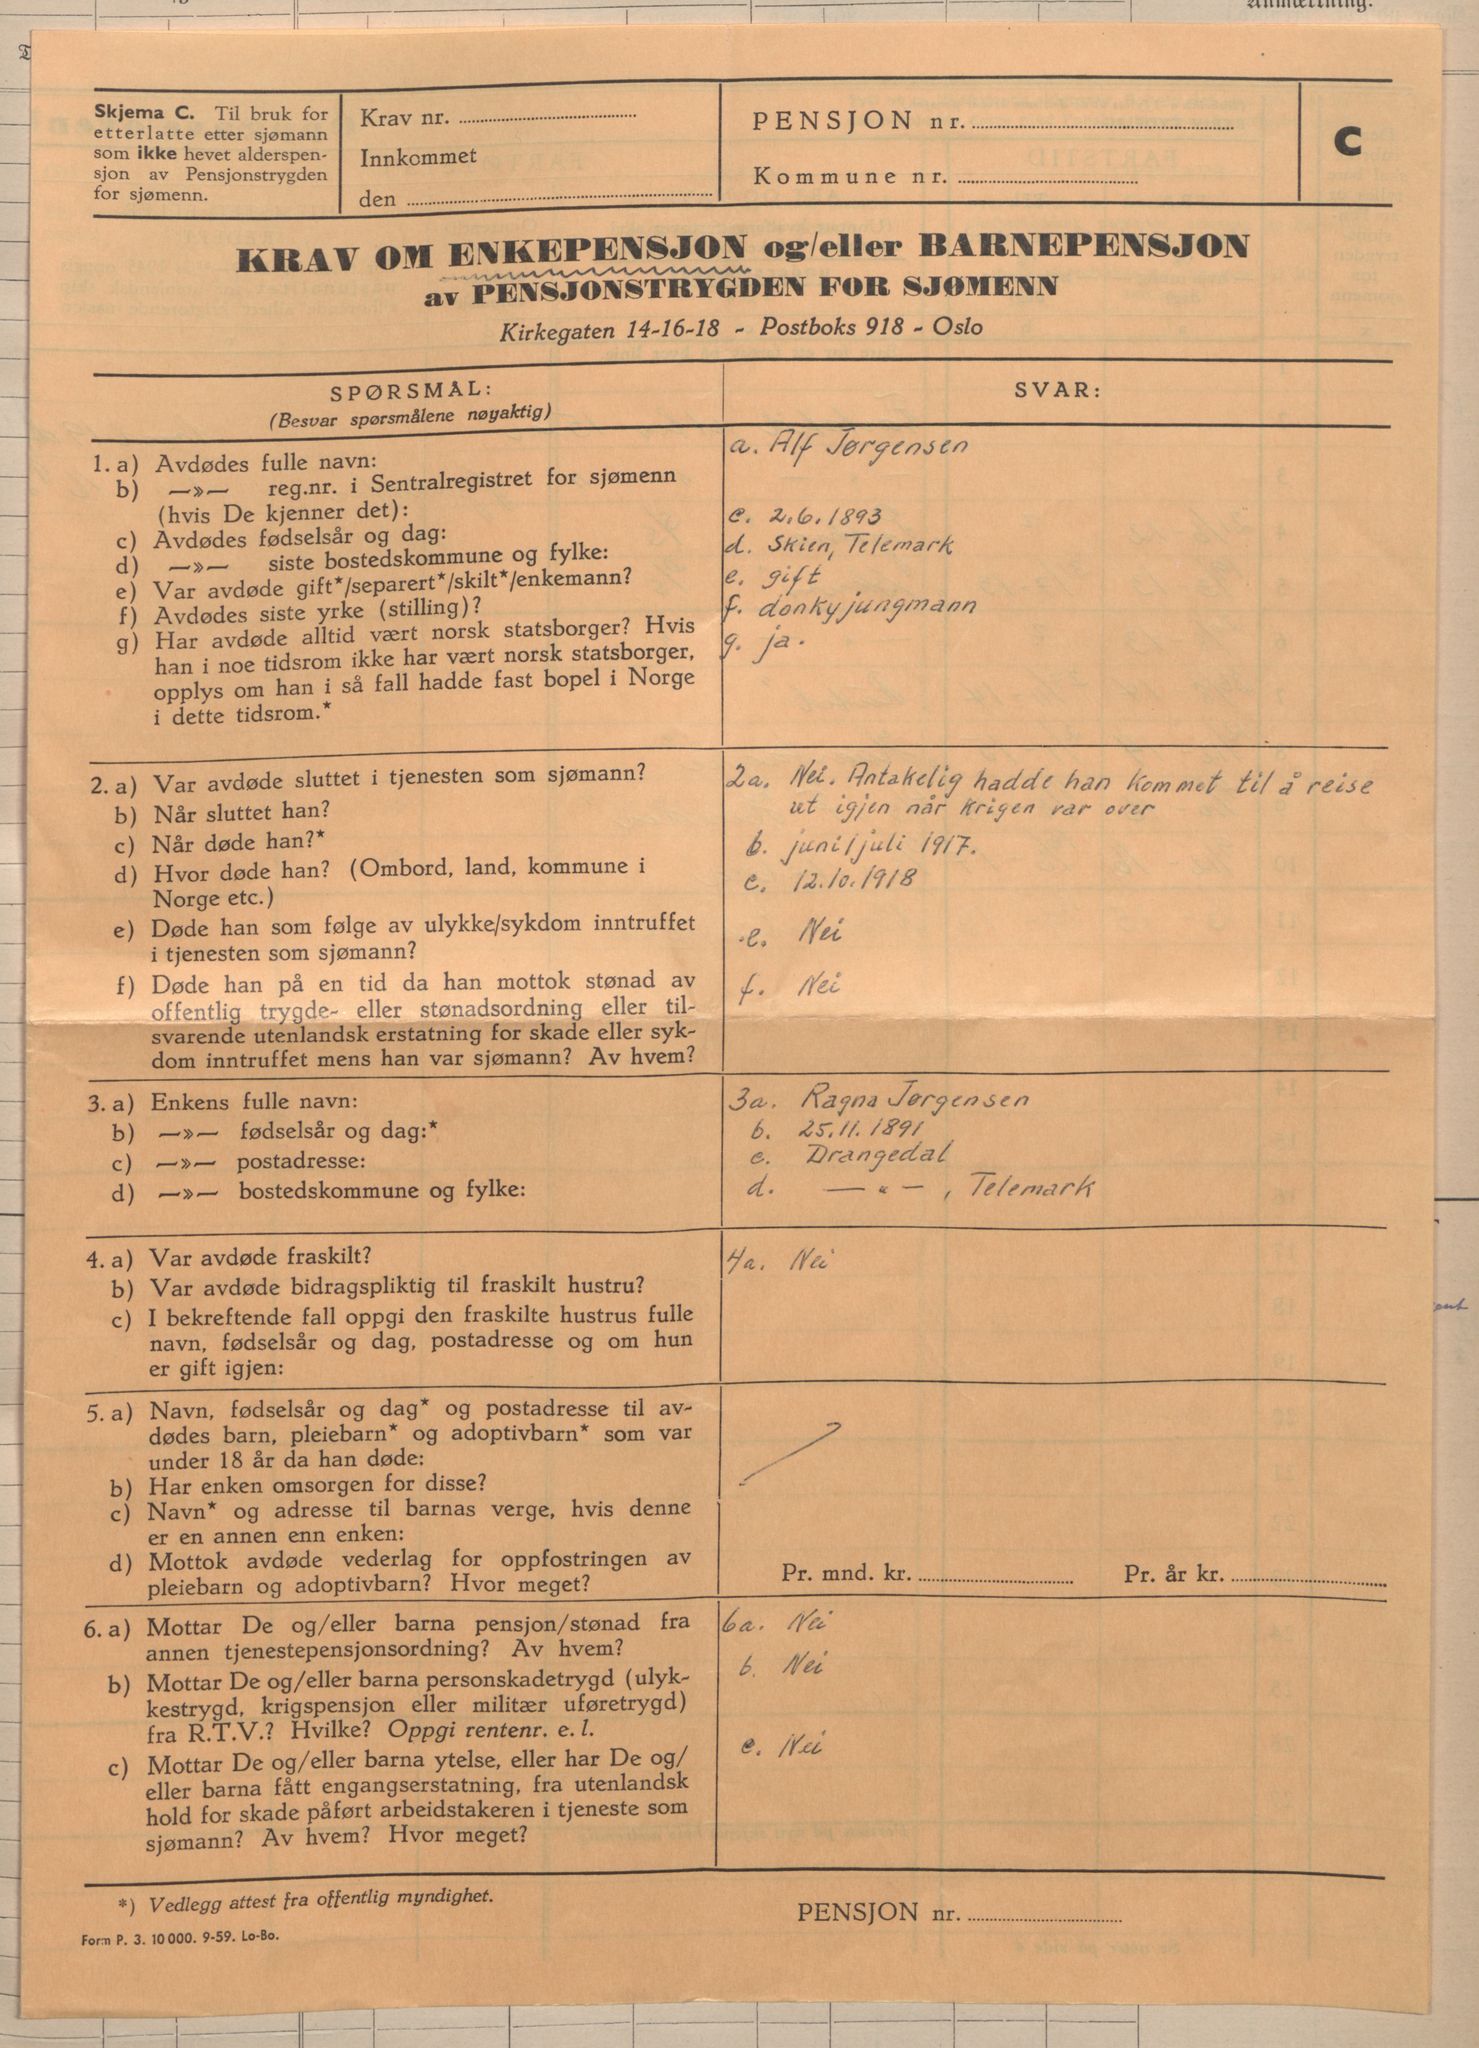 Anmerkning.
Skjema C. Til bruk for
etterlatte etter sjømann
som ikke hevet alderspen-
sjon av Pensjonstrygden
for sjømenn.
Krav nr.
Innkommet
den
PENSJON nr.
Kommune nr.
C
KRAV OM ENKEPENSJON og/eller BARNEPENSJON
av PENSJONSTRYGDEN FOR SJØMENN
Kirkegaten 14-16-18 - Postboks 918 - Oslo
SPØRSMÅL:
(Besvar spørsmålene nøyaktig)
SVAR:
1. a) Avdødes fulle navn:
a. Alf Jørgensen
b) —»— reg.nr. i Sentralregistret for sjømenn
(hvis De kjenner det):
c) Avdødes fødselsår og dag:
c. 2.6.1893
d) —»— siste bostedskommune og fylke:
d. Skien, Telemark
e) Var avdøde gift*/separert*/skilt*/enkemann?
e. gift
f) Avdødes siste yrke (stilling)?
f. donkyjungmann
g) Har avdøde alltid vært norsk statsborger? Hvis
g. ja.
han i noe tidsrom ikke har vært norsk statsborger,
opplys om han i så fall hadde fast bopel i Norge
i dette tidsrom.*
2. a) Var avdøde sluttet i tjenesten som sjømann?
2a. Nei. Antakelig hadde han kommet til å reise
ut igjen når krigen var over
b) Når sluttet han?
b. juni/juli 1917.
c) Når døde han?*
c. 12.10.1918
d) Hvor døde han? (Ombord, land, kommune i
Norge etc.)
e) Døde han som følge av ulykke/sykdom inntruffet
e. Nei
i tjenesten som sjømann?
f) Døde han på en tid da han mottok stønad av
f. Nei
offentlig trygde- eller stønadsordning eller til-
svarende utenlandsk erstatning for skade eller syk-
dom inntruffet mens han var sjømann? Av hvem?
3. a) Enkens fulle navn:
3a. Ragna Jørgensen
b) —»— fødselsår og dag:*
b. 25.11.1891
c) —»— postadresse:
c. Drangedal
d) —»— bostedskommune og fylke:
d. — " — , Telemark
4. a) Var avdøde fraskilt?
4a. Nei
b) Var avdøde bidragspliktig til fraskilt hustru?
c) I bekreftende fall oppgi den fraskilte hustrus fulle
navn, fødselsår og dag, postadresse og om hun
er gift igjen:
5. a) Navn, fødselsår og dag* og postadresse til av-
dødes barn, pleiebarn* og adoptivbarn* som var
under 18 år da han døde:
b) Har enken omsorgen for disse?
c) Navn* og adresse til barnas verge, hvis denne
er en annen enn enken:
d) Mottok avdøde vederlag for oppfostringen av
pleiebarn og adoptivbarn? Hvor meget?
Pr. mnd. kr.
Pr. år kr.
6. a) Mottar De og/eller barna pensjon/stønad fra
6a. Nei
annen tjenestepensjonsordning? Av hvem?
b) Mottar De og/eller barna personskadetrygd (ulyk-
b. Nei
kestrygd, krigspensjon eller militær uføretrygd)
fra R.T.V.? Hvilke? Oppgi rentenr. e. l.
c) Mottar De og/eller barna ytelse, eller har De og/
c. Nei
eller barna fått engangserstatning, fra utenlandsk
hold for skade påført arbeidstakeren i tjeneste som
sjømann? Av hvem? Hvor meget?
*) Vedlegg attest fra offentlig myndighet.
PENSJON nr.
Form P. 3. 10 000. 9-59. Lo-Bo.